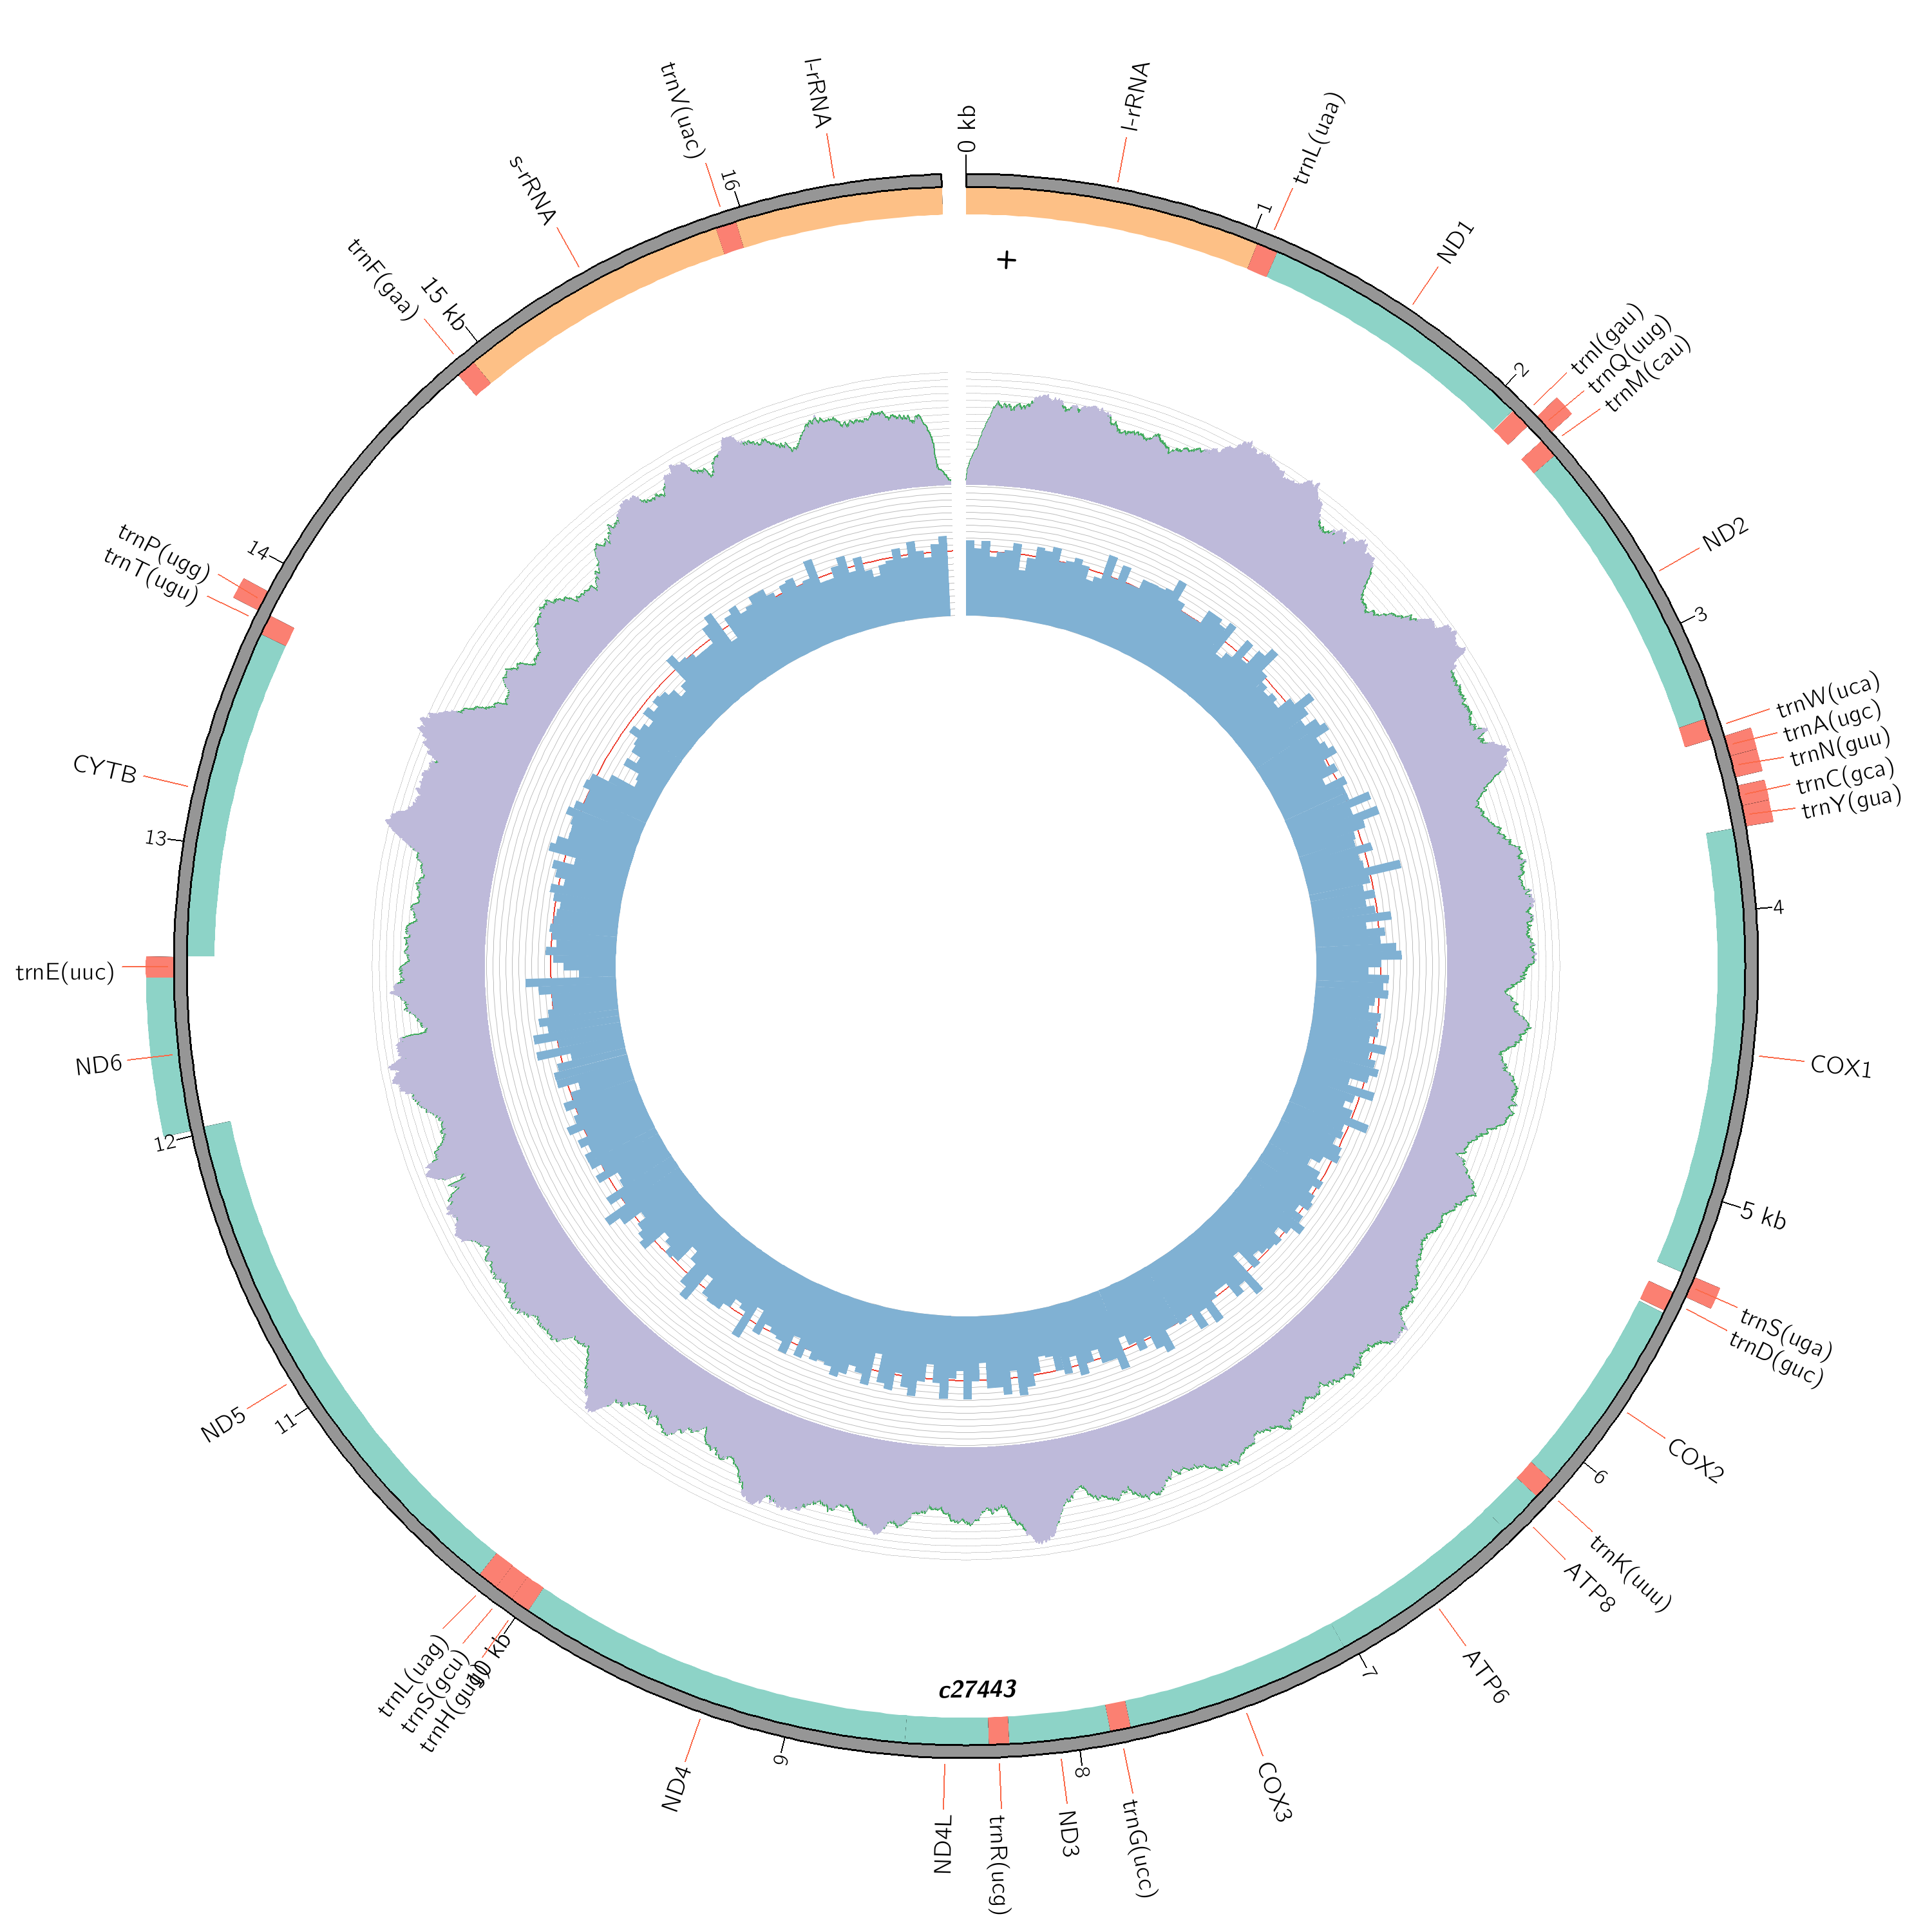 0 kb
l-rRNA
1
trnL(uaa)
ND1
2
trnI(gau)
trnQ(uug)
trnM(cau)
ND2
3
trnW(uca)
trnA(ugc)
trnN(guu)
trnC(gca)
trnY(gua)
4
COX1
5 kb
trnS(uga)
trnD(guc)
COX2
6
trnK(uuu)
ATP8
ATP6
7
COX3
trnG(ucc)
8
ND3
trnR(ucg)
ND4L
9
ND4
10 kb
trnH(gug)
trnS(gcu)
trnL(uag)
11
ND5
12
ND6
trnE(uuc)
13
CYTB
trnT(ugu)
trnP(ugg)
14
trnF(gaa)
15 kb
s-rRNA
trnV(uac)
16
l-rRNA
+
c27443